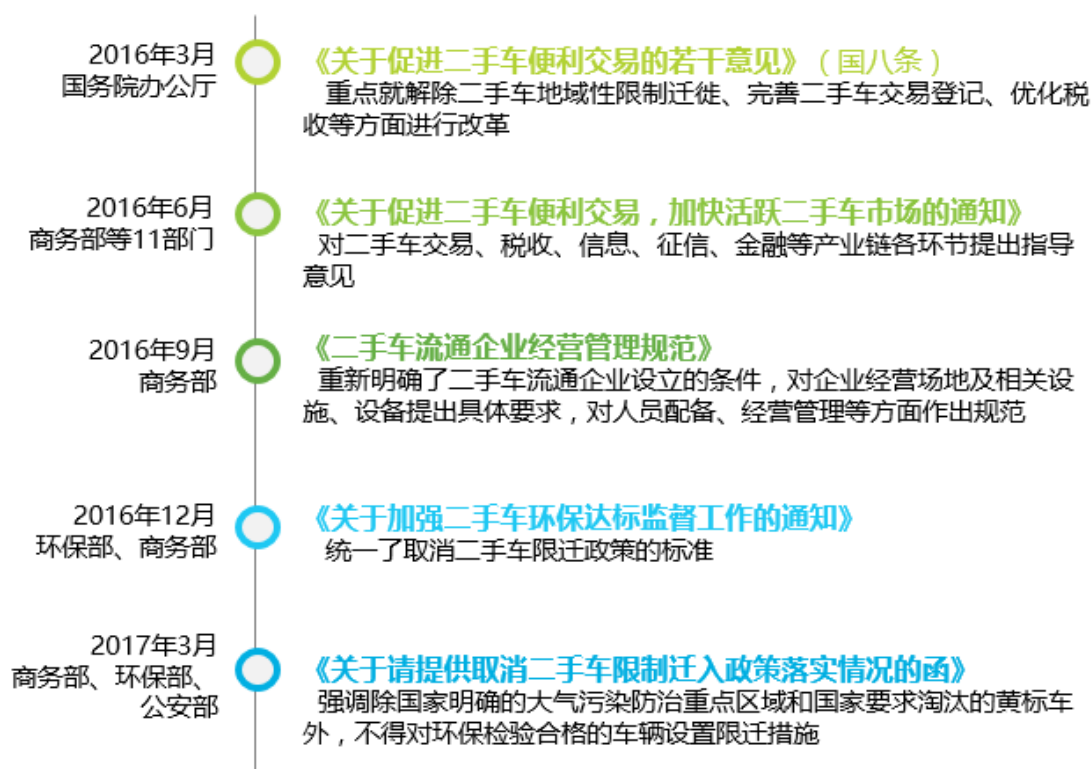 2016年3月
国务院办公厅
《关于促进二手车便利交易的若干意见》（国八条）
重点就解除二手车地域性限制迁徙、完善二手车交易登记、优化税
收等方面进行改革
2016年6月
商务部等11部门
《关于促进二手车便利交易，加快活跃二手车市场的通知》
对二手车交易、税收、信息、征信、金融等产业链各环节提出指导
意见
2016年9月
商务部
《二手车流通企业经营管理规范》
重新明确了二手车流通企业设立的条件，对企业经营场地及相关设
施、设备提出具体要求，对人员配备、经营管理等方面作出规范
2016年12月
环保部、商务部
《关于加强二手车环保达标监督工作的通知》
统一了取消二手车限迁政策的标准
2017年3月
商务部、环保部、
公安部
《关于请提供取消二手车限制迁入政策落实情况的函》
强调除国家明确的大气污染防治重点区域和国家要求淘汰的黄标车
外，不得对环保检验合格的车辆设置限迁措施